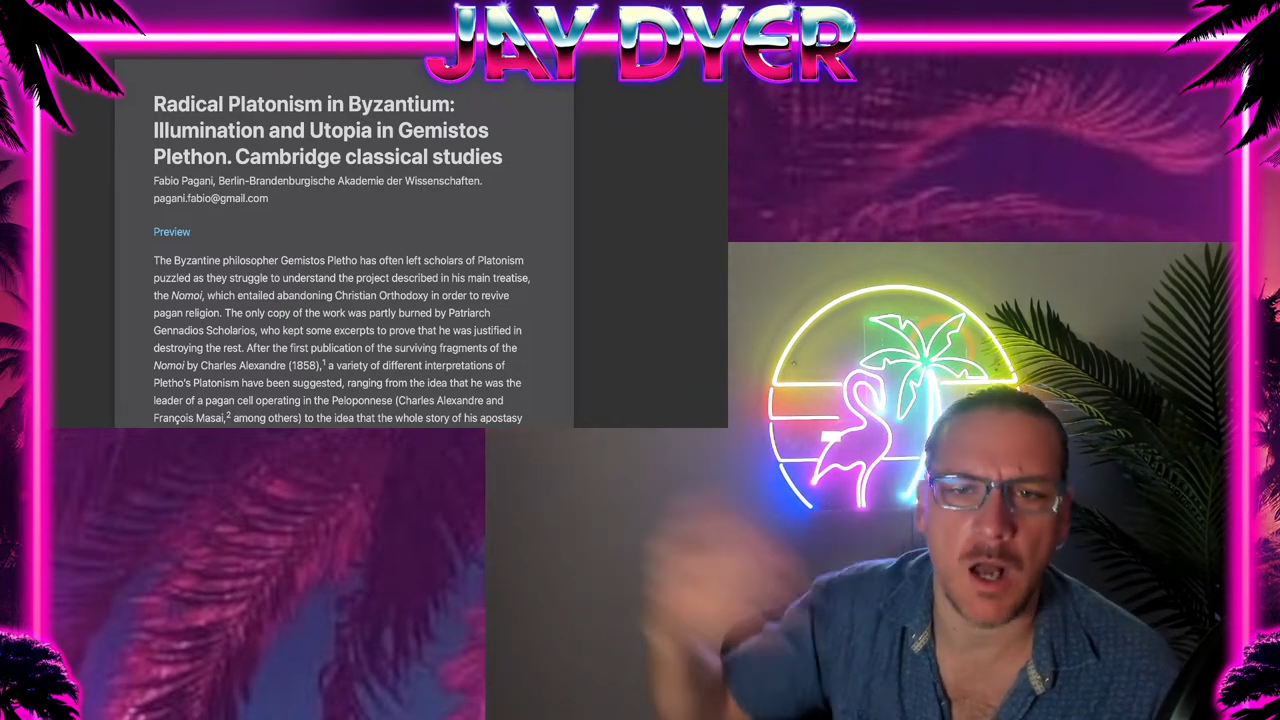 JAY DYER
Radical Platonism in Byzantium:
Illumination and Utopia in Gemistos
Plethon. Cambridge classical studies
Fabio Pagani, Berlin-Brandenburgische Akademie der Wissenschaften.
pagani.fabio@gmail.com
Preview
The Byzantine philosopher Gemistos Pletho has often left scholars of Platonism
puzzled as they struggle to understand the project described in his main treatise,
the Nomoi, which entailed abandoning Christian Orthodoxy in order to revive
pagan religion. The only copy of the work was partly burned by Patriarch
Gennadios Scholarios, who kept some excerpts to prove that he was justified in
destroying the rest. After the first publication of the surviving fragments of the
Nomoi by Charles Alexandre (1858),¹ a variety of different interpretations of
Pletho's Platonism have been suggested, ranging from the idea that he was the
leader of a pagan cell operating in the Peloponnese (Charles Alexandre and
François Masai,² among others) to the idea that the whole story of his apostasy